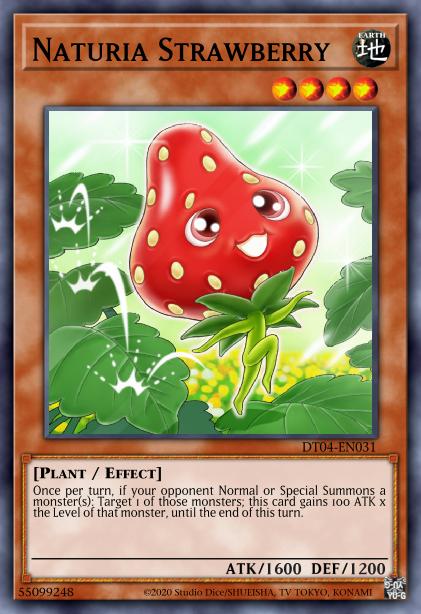 NATURIA STRAWBERRY
EARTH
地
DT04-EN031
[PLANT / EFFECT]
Once per turn, if your opponent Normal or Special Summons a
monster(s): Target 1 of those monsters; this card gains 100 ATK x
the Level of that monster, until the end of this turn.
ATK/1600 DEF/1200
55099248
©2020 Studio Dice/SHUEISHA, TV TOKYO, KONAMI